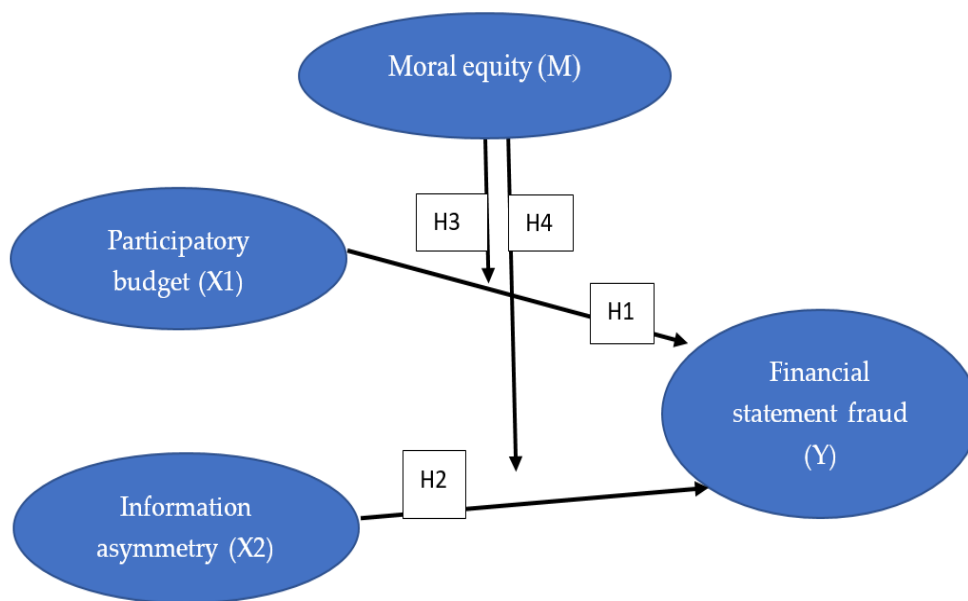 Moral equity (M)
H3
H4
Participatory
budget (X1)
H1
Financial
statement fraud
(Y)
H2
Information
asymmetry (X2)